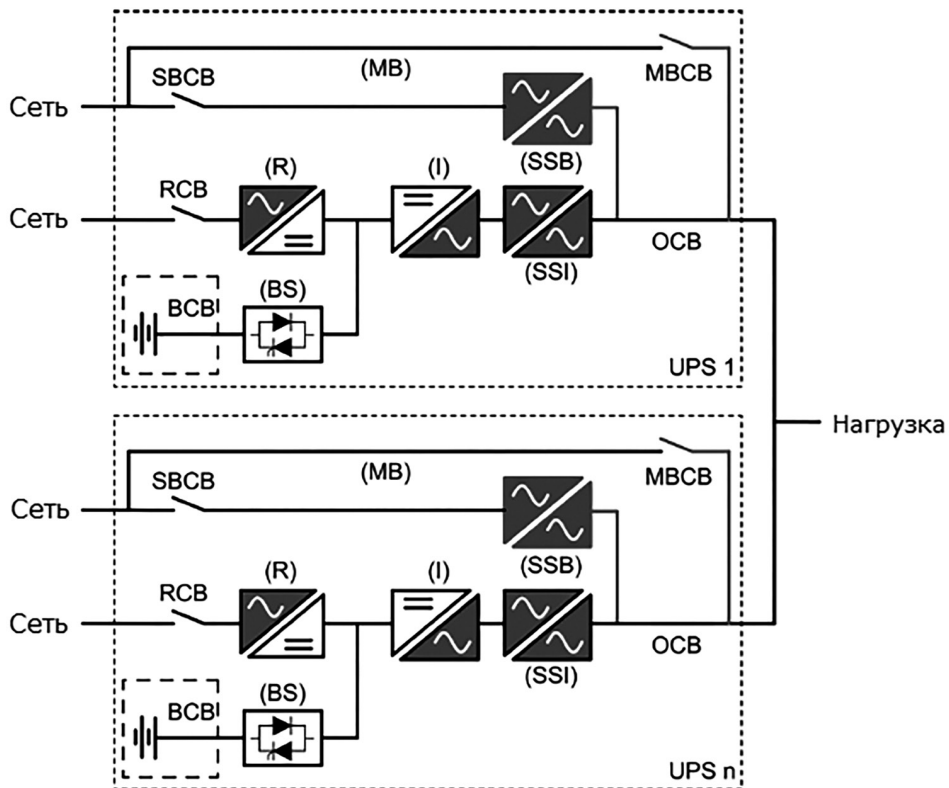 (MB)
MBCB
SBCB
Сеть
(SSB)
(R)
(I)
RCB
Сеть
OCB
(SSI)
(BS)
BCB
UPS 1
Нагрузка
(MB)
MBCB
SBCB
Сеть
(SSB)
(R)
(I)
RCB
Сеть
OCB
(SSI)
(BS)
BCB
UPS n